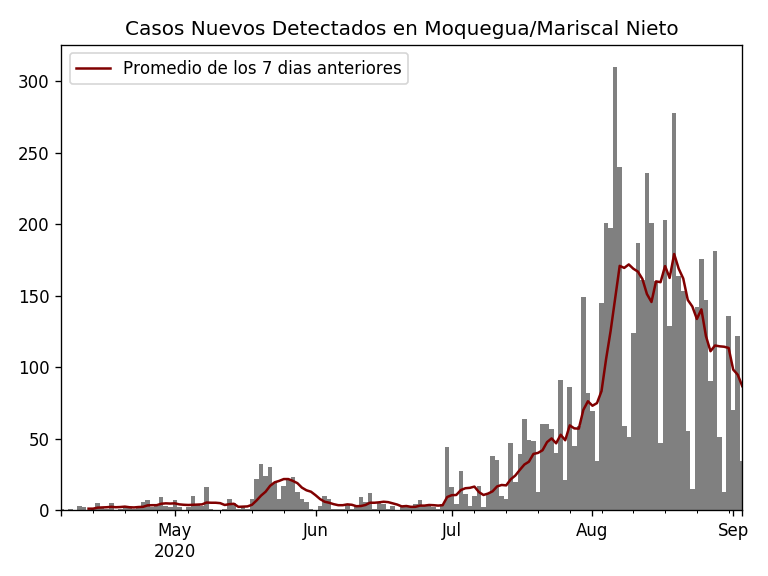 Casos Nuevos Detectados en Moquegua/Mariscal Nieto
Promedio de los 7 dias anteriores
300
250
200
150
100
50
0
May Jun Jul Aug Sep
2020